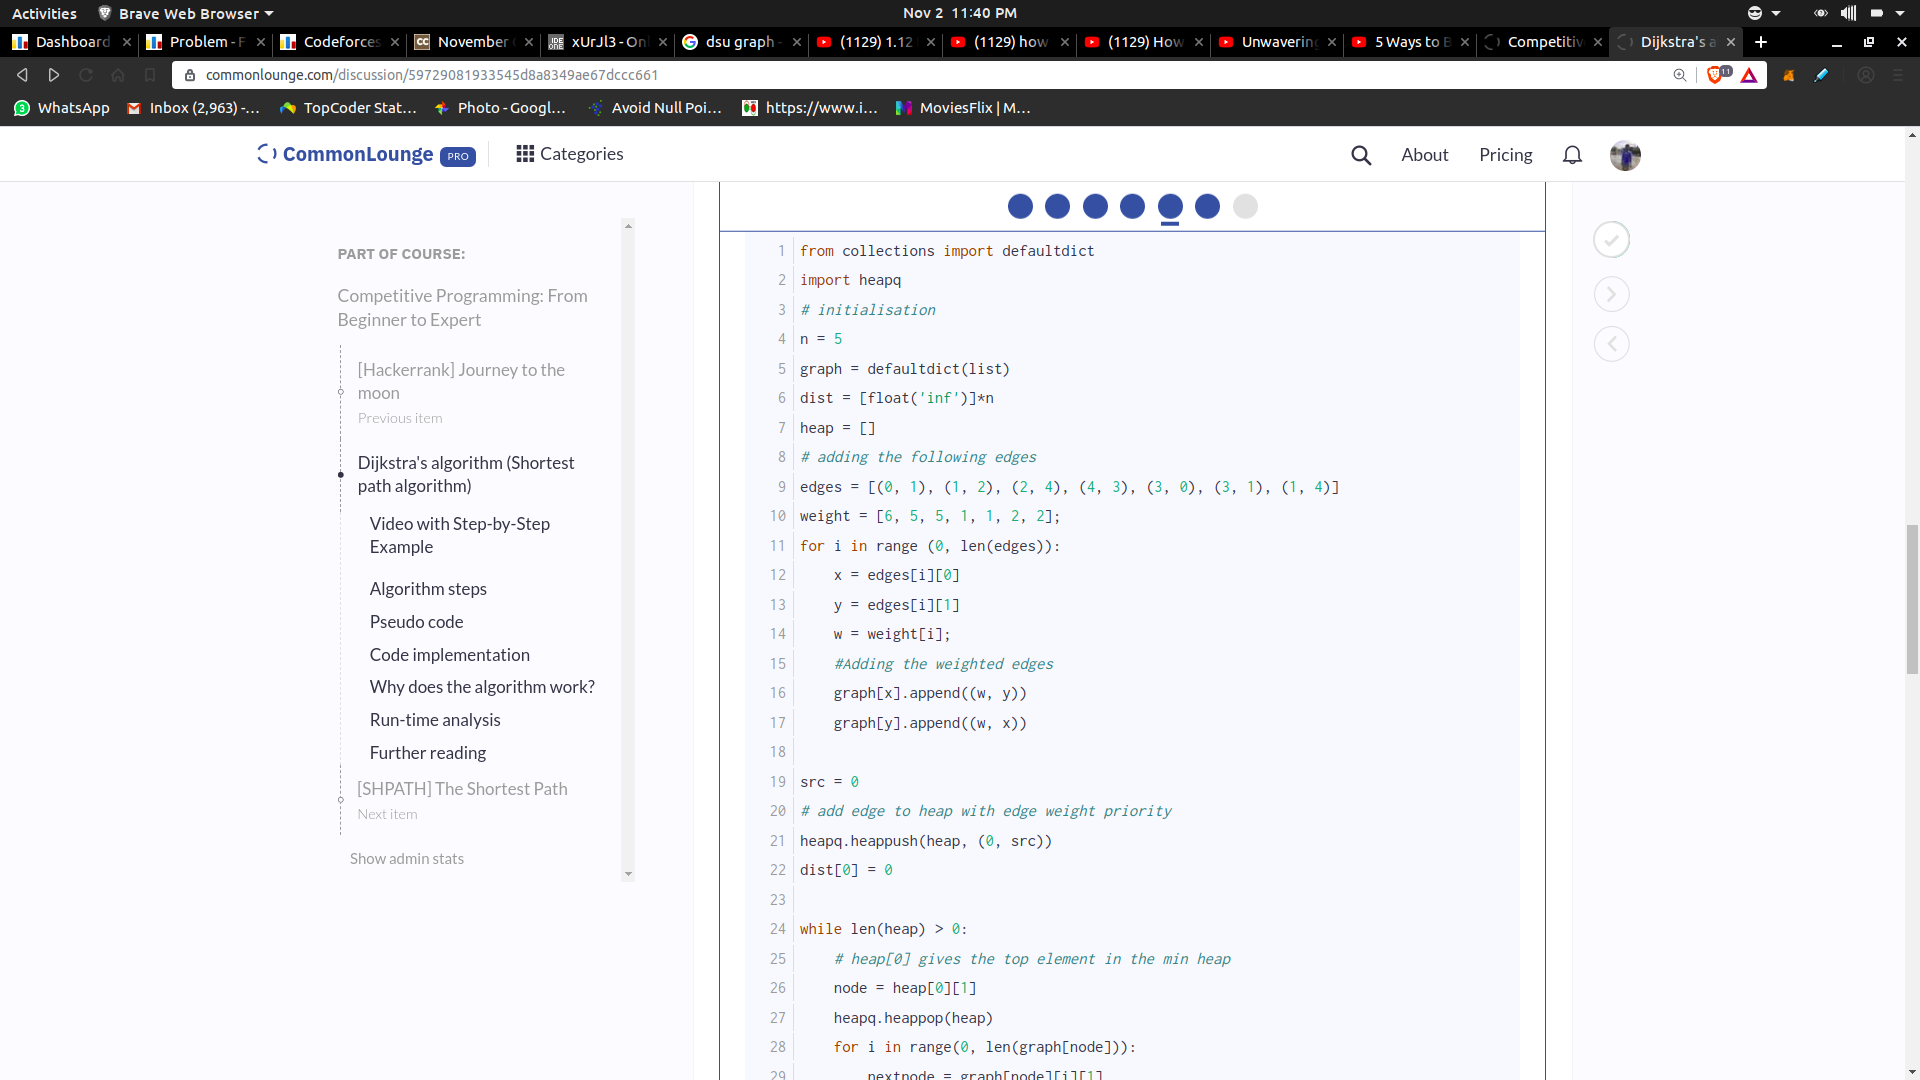 Activities Brave Web Browser Nov 2 11:40 PM
Dashboard Problem - F Codeforces November xUrJl3 - Onl dsu graph - (1129) 1.12 (1129) how (1129) How Unwavering 5 Ways to B Competitiv Dijkstra's a
commonlounge.com/discussion/59729081933545d8a8349ae67dccc661 11
WhatsApp Inbox (2,963) -... TopCoder Stat... Photo - Googl... Avoid Null Poi... https://www.i... MoviesFlix | M...
CommonLounge PRO Categories About Pricing
PART OF COURSE:
Competitive Programming: From
Beginner to Expert
[Hackerrank] Journey to the
moon
Previous item
Dijkstra's algorithm (Shortest
path algorithm)
Video with Step-by-Step
Example
Algorithm steps
Pseudo code
Code implementation
Why does the algorithm work?
Run-time analysis
Further reading
[SHPATH] The Shortest Path
Next item
Show admin stats
1 from collections import defaultdict
2 import heapq
3 # initialisation
4 n = 5
5 graph = defaultdict(list)
6 dist = [float('inf')]*n
7 heap = []
8 # adding the following edges
9 edges = [(0, 1), (1, 2), (2, 4), (4, 3), (3, 0), (3, 1), (1, 4)]
10 weight = [6, 5, 5, 1, 1, 2, 2];
11 for i in range (0, len(edges)):
12     x = edges[i][0]
13     y = edges[i][1]
14     w = weight[i];
15     #Adding the weighted edges
16     graph[x].append((w, y))
17     graph[y].append((w, x))
18
19 src = 0
20 # add edge to heap with edge weight priority
21 heapq.heappush(heap, (0, src))
22 dist[0] = 0
23
24 while len(heap) > 0:
25     # heap[0] gives the top element in the min heap
26     node = heap[0][1]
27     heapq.heappop(heap)
28     for i in range(0, len(graph[node])):
29         nextnode = graph[node][i][1]